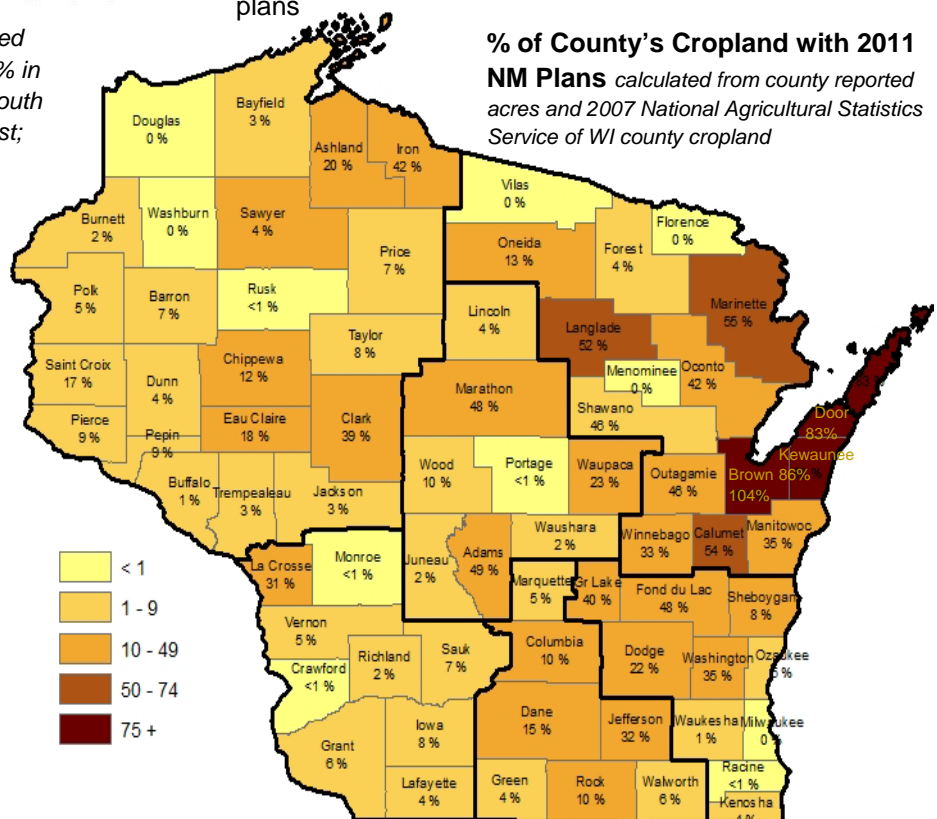 plans
ed
% in
outh
st;
% of County's Cropland with 2011
NM Plans calculated from county reported
acres and 2007 National Agricultural Statistics
Service of WI county cropland
Douglas
0 %
Bayfield
3 %
Ashland
20 %
Iron
42 %
Vilas
0 %
Florence
0 %
Burnett
2 %
Washburn
0 %
Sawyer
4 %
Price
7 %
Oneida
13 %
Forest
4 %
Marinette
55 %
Polk
5 %
Barron
7 %
Rusk
<1 %
Lincoln
4 %
Langlade
52 %
Taylor
8 %
Saint Croix
17 %
Dunn
4 %
Chippewa
12 %
Menominee
0 %
Oconto
42 %
Marathon
48 %
Shawano
46 %
Pierce
9 %
Pepin
9 %
Eau Claire
18 %
Clark
39 %
Door
83%
Kewaunee
86%
Brown
104%
Buffalo
1 %
Trempealeau
3 %
Jackson
3 %
Wood
10 %
Portage
<1 %
Waupaca
23 %
Outagamie
46 %
Waushara
2 %
Winnebago
33 %
Calumet
54 %
Manitowoc
35 %
La Crosse
31 %
Monroe
<1 %
Juneau
2 %
Adams
49 %
Marquette
5 %
Gr Lake
40 %
Fond du Lac
48 %
Sheboygan
8 %
< 1
1 - 9
10 - 49
50 - 74
75 +
Vernon
5 %
Crawford
<1 %
Richland
2 %
Sauk
7 %
Columbia
10 %
Dodge
22 %
Washington
35 %
Ozaukee
5 %
Grant
6 %
Iowa
8 %
Dane
15 %
Jefferson
32 %
Waukesha
1 %
Milwaukee
0
Lafayette
4 %
Green
4 %
Rock
10 %
Walworth
6 %
Racine
<1 %
Kenosha